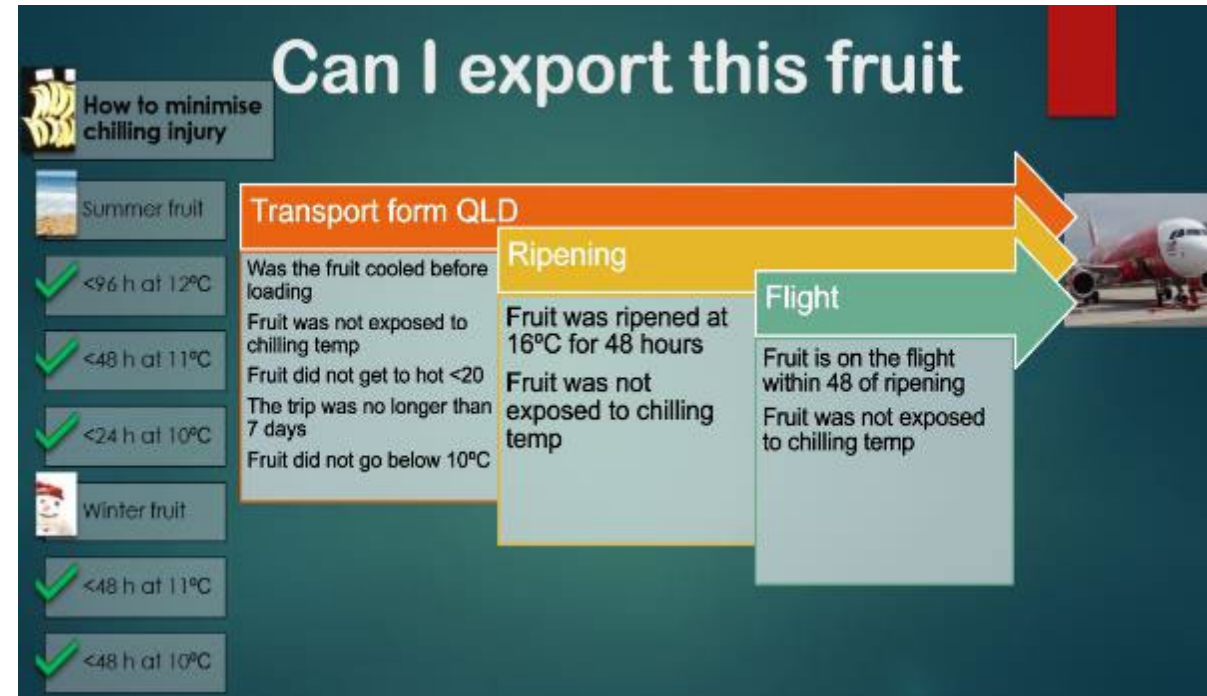 Can I export this fruit
How to minimise
chilling injury
Summer fruit
<96 h at 12ºC
<48 h at 11ºC
<24 h at 10ºC
Winter fruit
<48 h at 11ºC
<48 h at 10ºC
Transport form QLD
Was the fruit cooled before
loading
Fruit was not exposed to
chilling temp
Fruit did not get to hot <20
The trip was no longer than
7 days
Fruit did not go below 10ºC
Ripening
Fruit was ripened at
16ºC for 48 hours
Fruit was not
exposed to chilling
temp
Flight
Fruit is on the flight
within 48 of ripening
Fruit was not exposed
to chilling temp